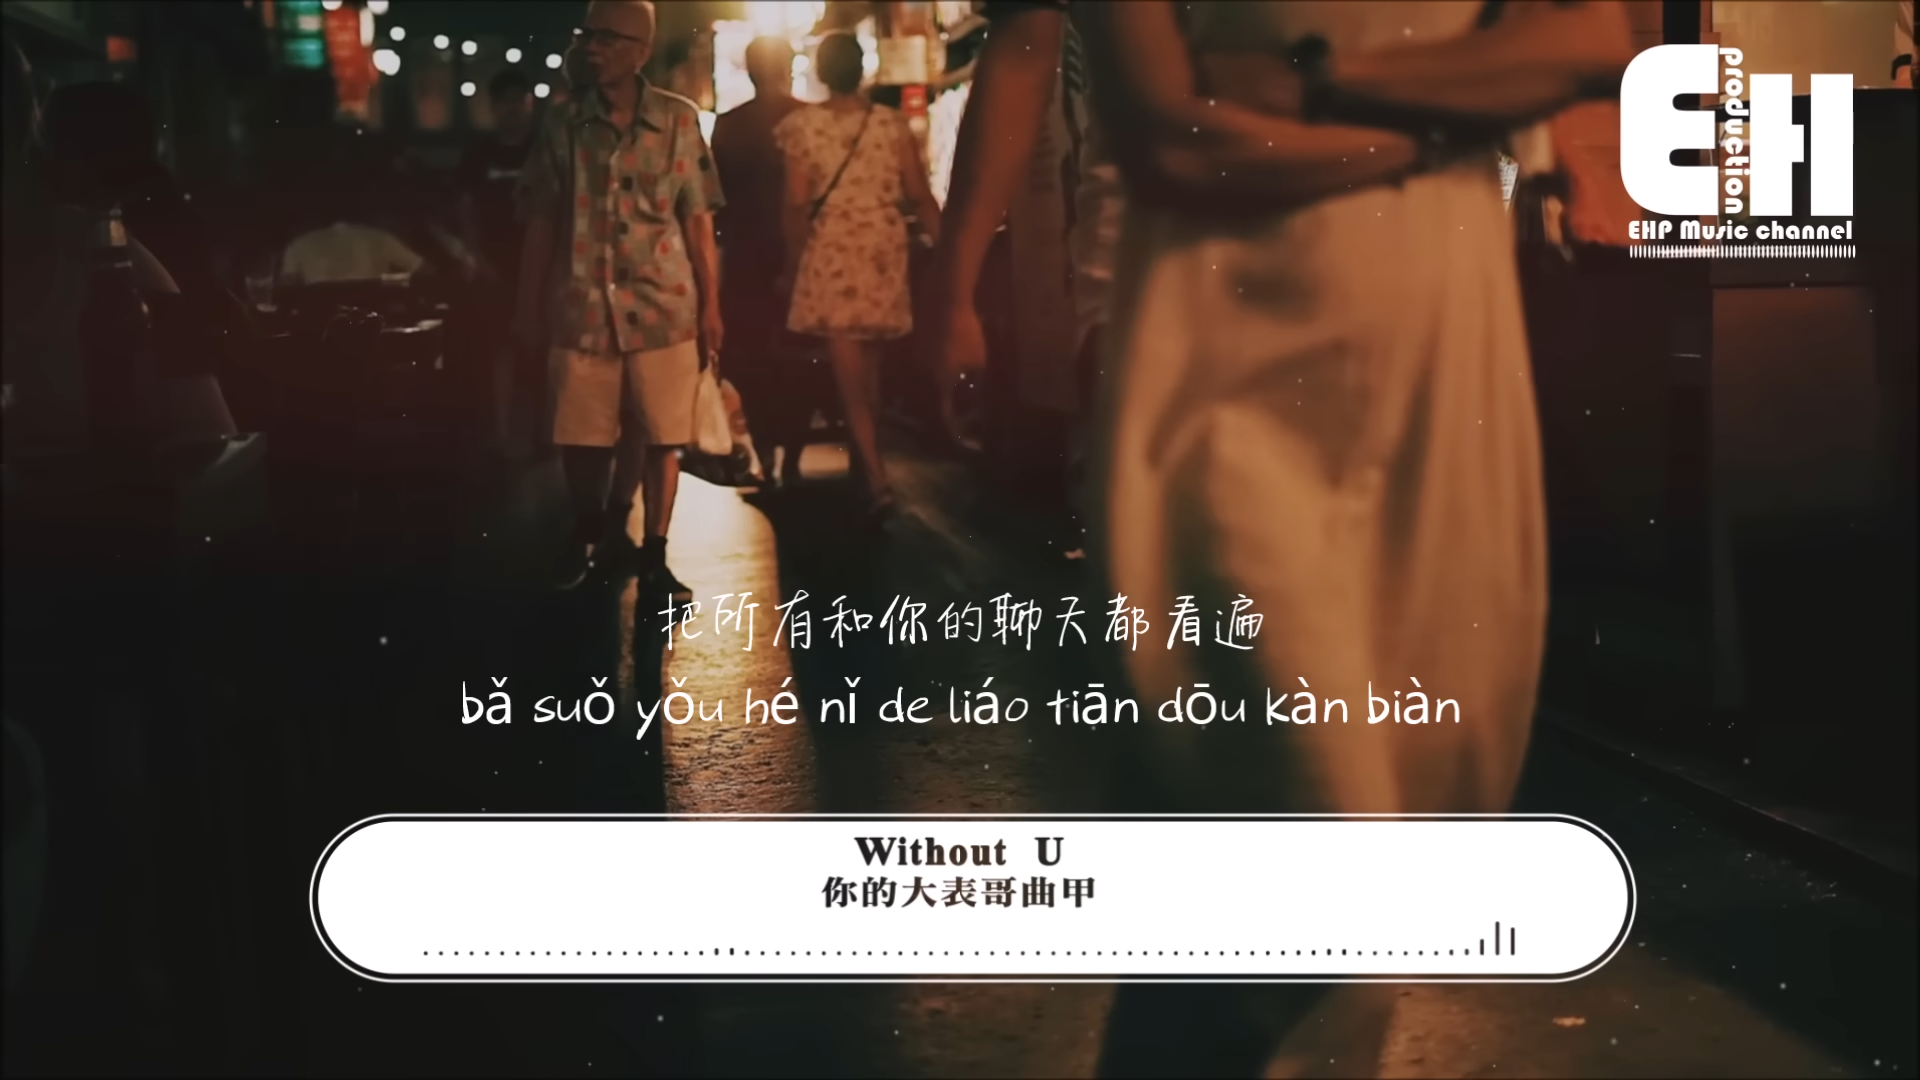 EH
production
EHP Music channel
把所有和你的聊天都看遍
bǎ suǒ yǒu hé nǐ de liáo tiān dōu kàn biàn
Without U
你的大表哥曲甲